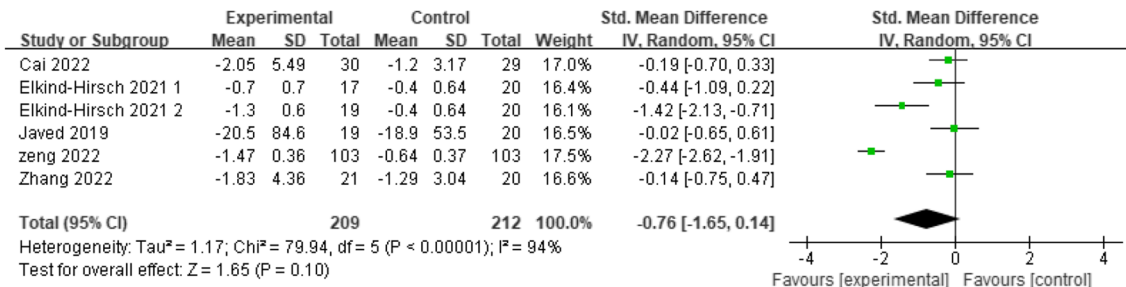 Experimental Control Std. Mean Difference Std. Mean Difference
Study or Subgroup Mean SD Total Mean SD Total Weight IV, Random, 95% CI IV, Random, 95% CI
Cai 2022 -2.05 5.49 30 -1.2 3.17 29 17.0% -0.19 [-0.70, 0.33]
Elkind-Hirsch 2021 1 -0.7 0.7 17 -0.4 0.64 20 16.4% -0.44 [-1.09, 0.22]
Elkind-Hirsch 2021 2 -1.3 0.6 19 -0.4 0.64 20 16.1% -1.42 [-2.13, -0.71]
Javed 2019 -20.5 84.6 19 -18.9 53.5 20 16.5% -0.02 [-0.65, 0.61]
zeng 2022 -1.47 0.36 103 -0.64 0.37 103 17.5% -2.27 [-2.62, -1.91]
Zhang 2022 -1.83 4.36 21 -1.29 3.04 20 16.6% -0.14 [-0.75, 0.47]
Total (95% CI) 209 212 100.0% -0.76 [-1.65, 0.14]
Heterogeneity: Tau² = 1.17; Chi² = 79.94, df = 5 (P < 0.00001); I² = 94%
Test for overall effect: Z = 1.65 (P = 0.10)
-4 -2 0 2 4
Favours [experimental] Favours [control]